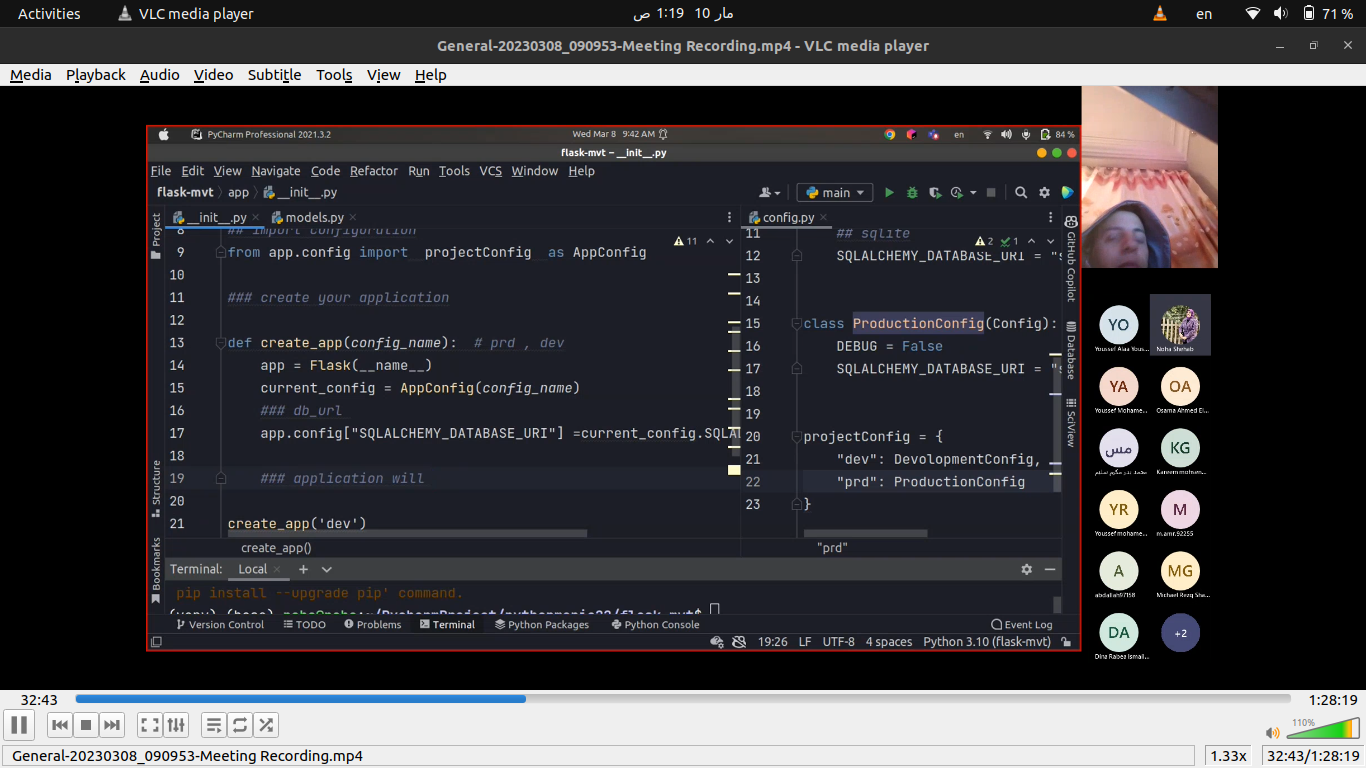 Activities VLC media player 1:19 ص مار 10 en 71 %
General-20230308_090953-Meeting Recording.mp4 - VLC media player
Media Playback Audio Video Subtitle Tools View Help
PyCharm Professional 2021.3.2 Wed Mar 8 9:42 AM en 84 %
flask-mvt – __init__.py
File Edit View Navigate Code Refactor Run Tools VCS Window Help
flask-mvt app __init__.py main
Project
__init__.py models.py
8 ## import configuration
9 from app.config import projectConfig as AppConfig
10
11 ### create your application
12
13 def create_app(config_name): # prd , dev
14 app = Flask(__name__)
15 current_config = AppConfig(config_name)
16 ### db_url
17 app.config["SQLALCHEMY_DATABASE_URI"] =current_config.SQLA
18
19 ### application will
20
21 create_app('dev')
11
create_app()
config.py
11 ## sqlite
12 SQLALCHEMY_DATABASE_URI = "s
13
14
15 class ProductionConfig(Config):
16 DEBUG = False
17 SQLALCHEMY_DATABASE_URI = "s
18
19
20 projectConfig = {
21 "dev": DevolopmentConfig,
22 "prd": ProductionConfig
23 }
2 1
"prd"
GitHub Copilot
Database
SciView
Structure
Bookmarks
Terminal: Local
pip install --upgrade pip' command.
Version Control TODO Problems Terminal Python Packages Python Console Event Log
19:26 LF UTF-8 4 spaces Python 3.10 (flask-mvt)
YO
Youssef Alaa Yous...
Noha Shehab
YA
Youssef Mohame...
OA
Osama Ahmed El...
مس
محمد بدر سليم سليم
KG
Kareem mohsen...
YR
Youssef mohame...
M
m.amr.92255
A
abdallah97168
MG
Michael Rezq Sha...
DA
Dina Rabea Ismail...
+2
32:43 1:28:19
110%
General-20230308_090953-Meeting Recording.mp4 1.33x 32:43/1:28:19